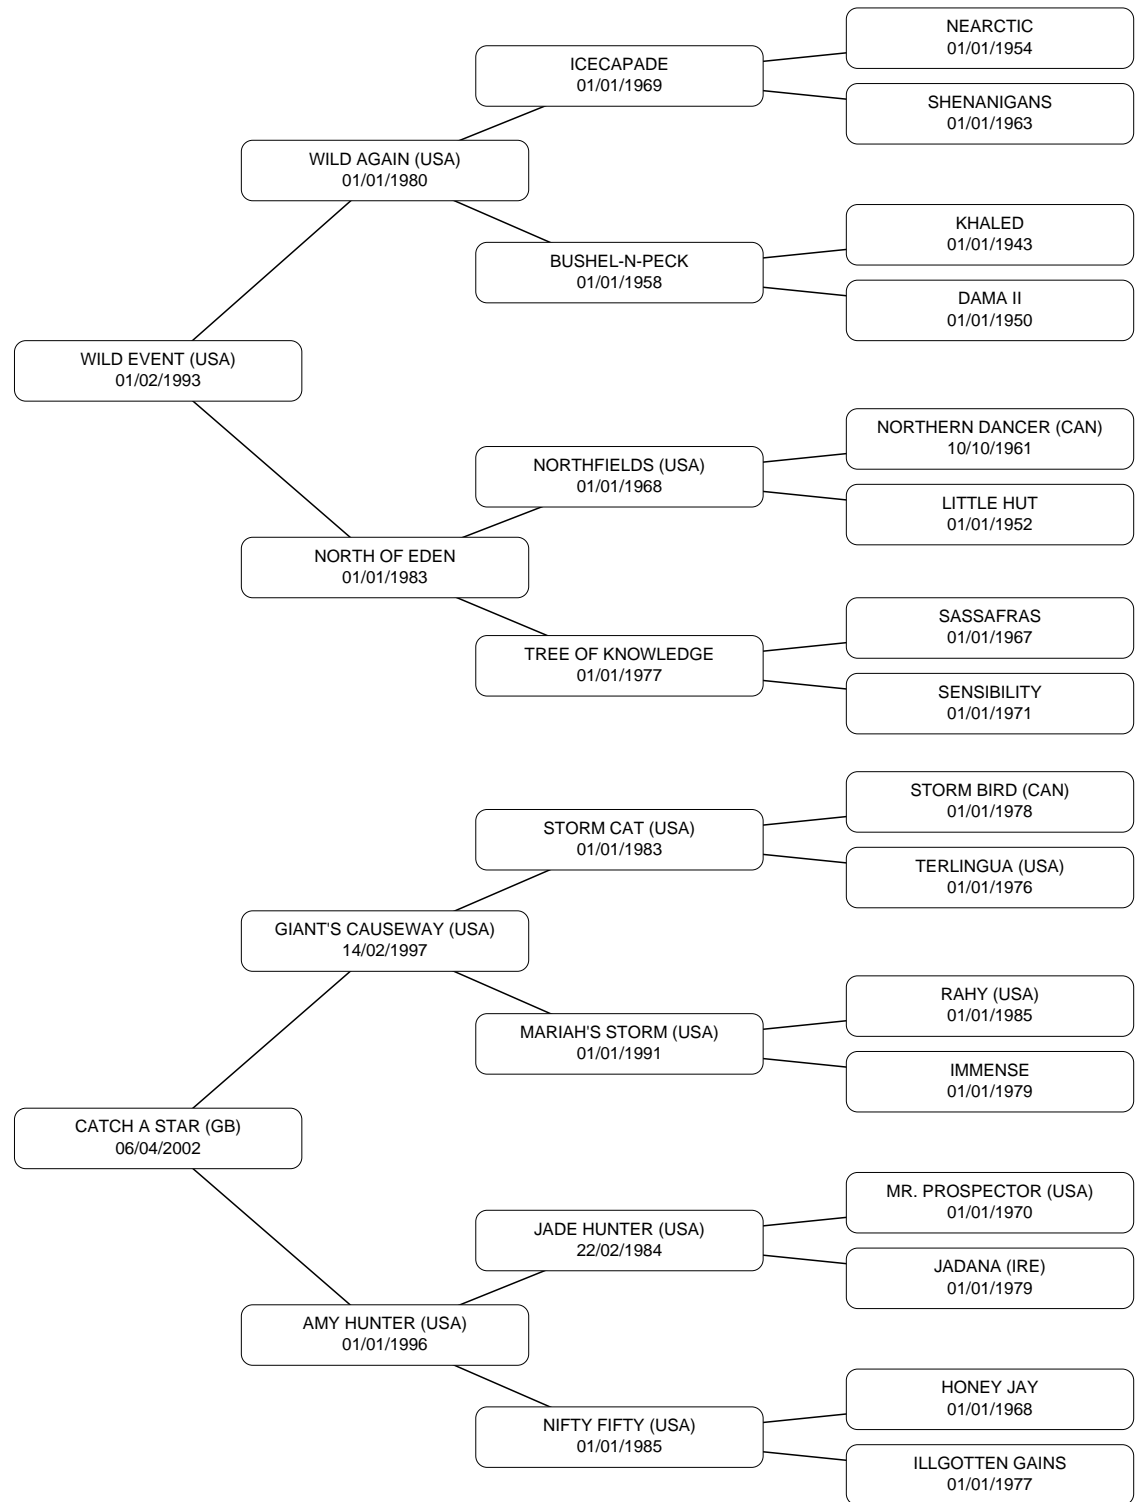 NEARCTIC
01/01/1954
ICECAPADE
01/01/1969
SHENANIGANS
01/01/1963
WILD AGAIN (USA)
01/01/1980
KHALED
01/01/1943
BUSHEL-N-PECK
01/01/1958
DAMA II
01/01/1950
WILD EVENT (USA)
01/02/1993
NORTHERN DANCER (CAN)
10/10/1961
NORTHFIELDS (USA)
01/01/1968
LITTLE HUT
01/01/1952
NORTH OF EDEN
01/01/1983
SASSAFRAS
01/01/1967
TREE OF KNOWLEDGE
01/01/1977
SENSIBILITY
01/01/1971
STORM BIRD (CAN)
01/01/1978
STORM CAT (USA)
01/01/1983
TERLINGUA (USA)
01/01/1976
GIANT'S CAUSEWAY (USA)
14/02/1997
RAHY (USA)
01/01/1985
MARIAH'S STORM (USA)
01/01/1991
IMMENSE
01/01/1979
CATCH A STAR (GB)
06/04/2002
MR. PROSPECTOR (USA)
01/01/1970
JADE HUNTER (USA)
22/02/1984
JADANA (IRE)
01/01/1979
AMY HUNTER (USA)
01/01/1996
HONEY JAY
01/01/1968
NIFTY FIFTY (USA)
01/01/1985
ILLGOTTEN GAINS
01/01/1977